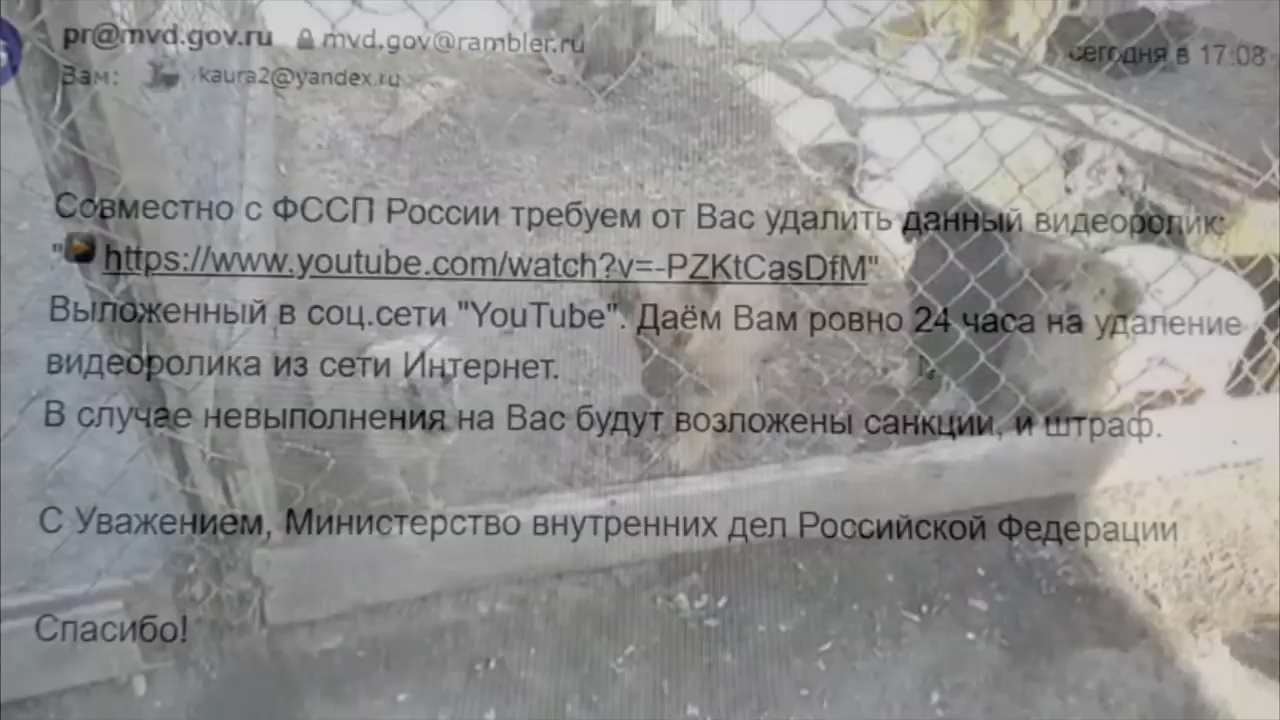 pr@mvd.gov.ru mvd.gov@rambler.ru
сегодня в 17:08
Вам: kaura2@yandex.ru
Совместно с ФССП России требуем от Вас удалить данный видеоролик:
"https://www.youtube.com/watch?v=-PZKtCasDfM"
Выложенный в соц.сети "YouTube". Даём Вам ровно 24 часа на удаление
видеоролика из сети Интернет.
В случае невыполнения на Вас будут возложены санкции, и штраф.
С Уважением, Министерство внутренних дел Российской Федерации
Спасибо!